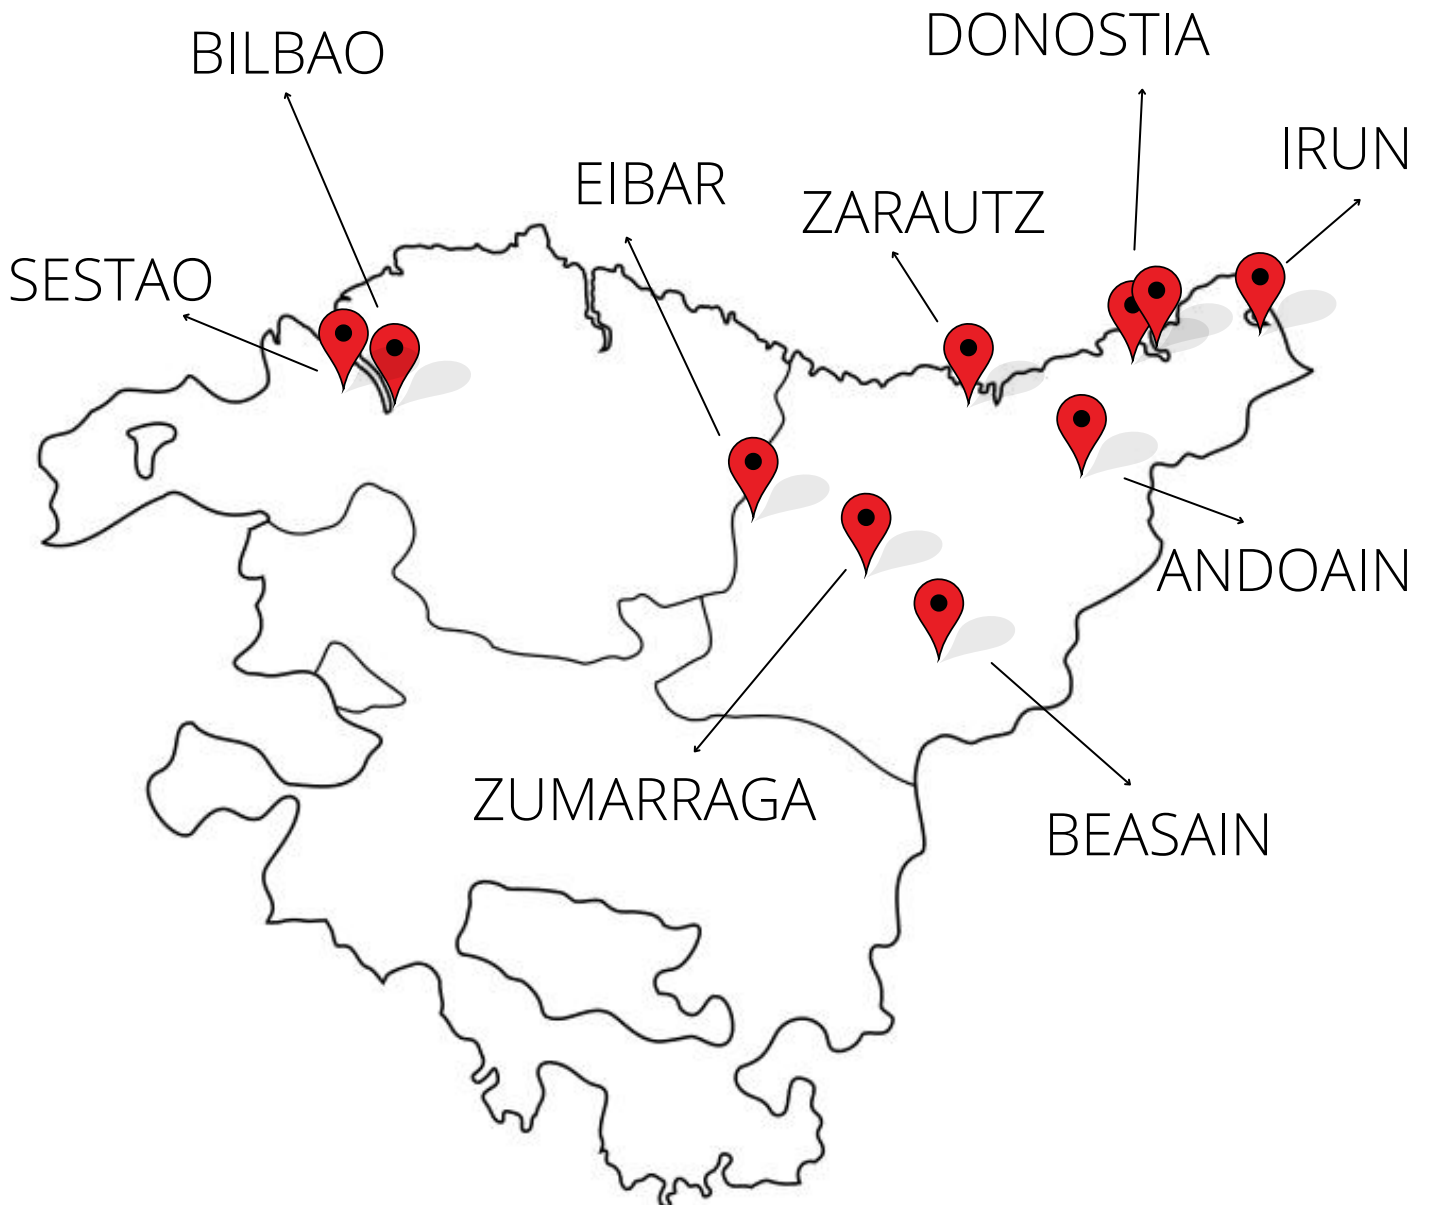 DONOSTIA
BILBAO
IRUN
EIBAR
ZARAUTZ
SESTAO
ANDOAIN
ZUMARRAGA
BEASAIN